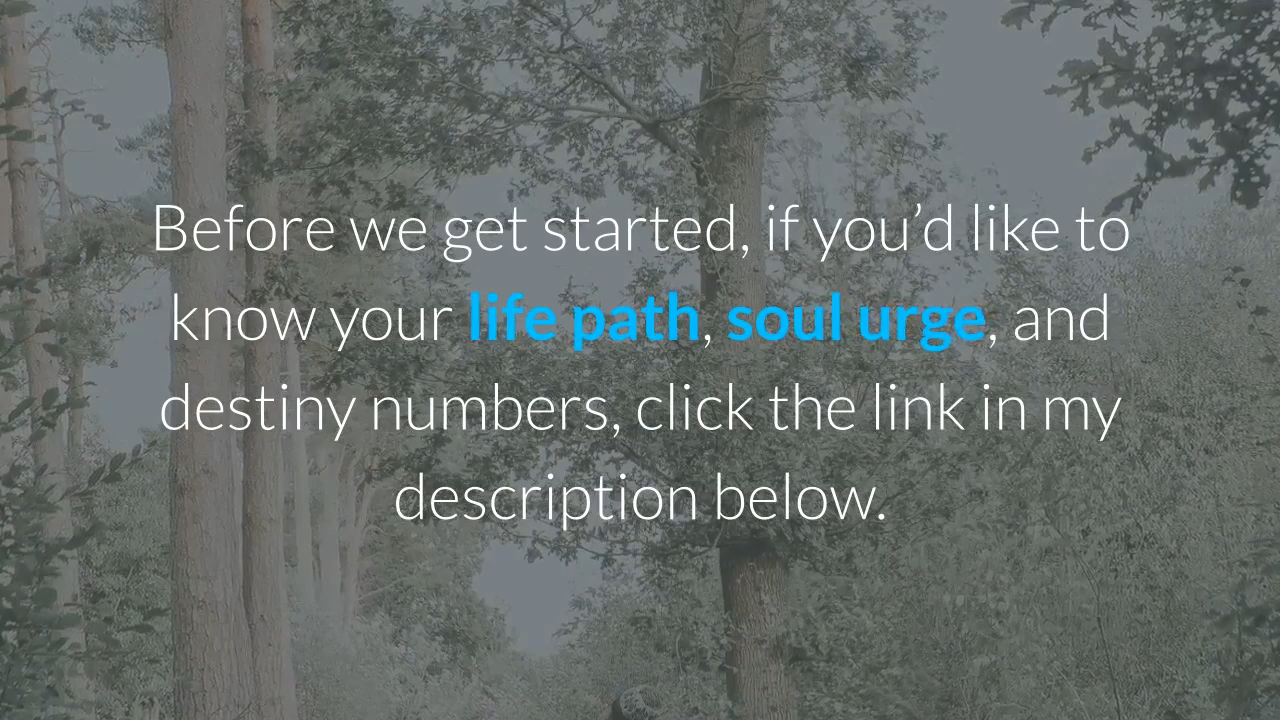 Before we get started, if you’d like to
know your life path, soul urge, and
destiny numbers, click the link in my
description below.